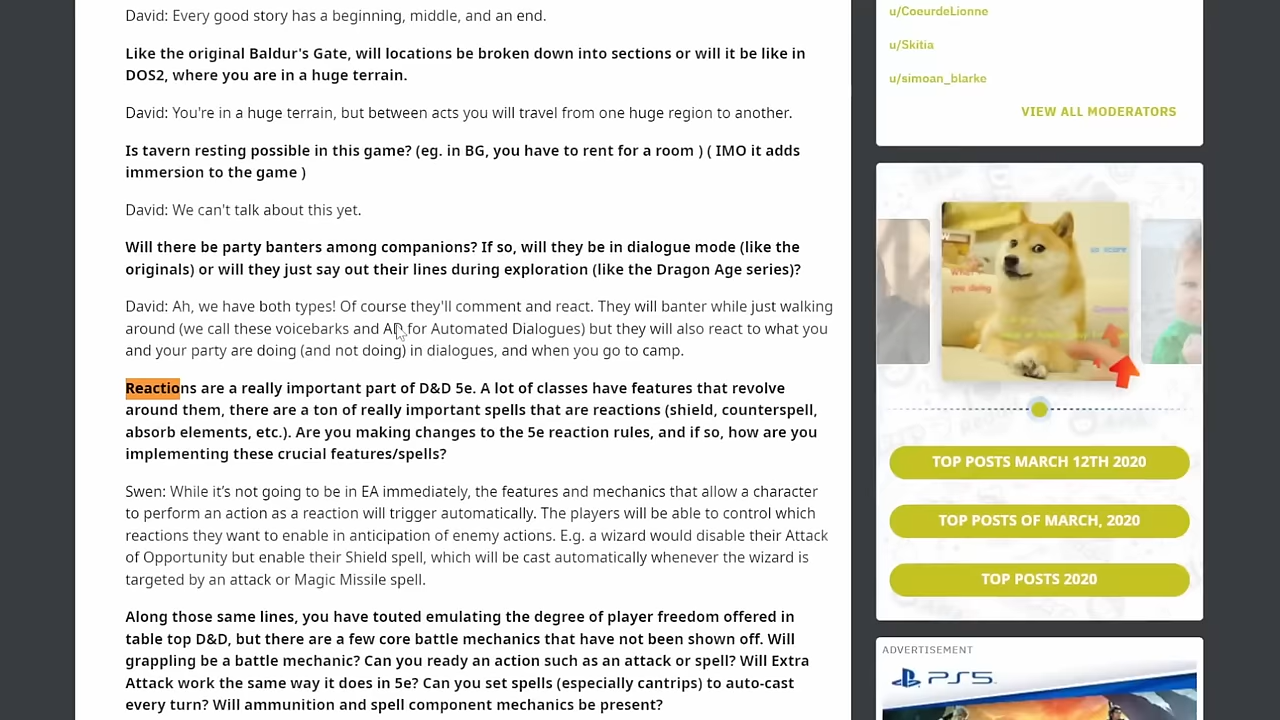 David: Every good story has a beginning, middle, and an end.
Like the original Baldur's Gate, will locations be broken down into sections or will it be like in
DOS2, where you are in a huge terrain.
David: You're in a huge terrain, but between acts you will travel from one huge region to another.
Is tavern resting possible in this game? (eg. in BG, you have to rent for a room ) ( IMO it adds
immersion to the game )
David: We can't talk about this yet.
Will there be party banters among companions? If so, will they be in dialogue mode (like the
originals) or will they just say out their lines during exploration (like the Dragon Age series)?
David: Ah, we have both types! Of course they'll comment and react. They will banter while just walking
around (we call these voicebarks and AD for Automated Dialogues) but they will also react to what you
and your party are doing (and not doing) in dialogues, and when you go to camp.
Reactions are a really important part of D&D 5e. A lot of classes have features that revolve
around them, there are a ton of really important spells that are reactions (shield, counterspell,
absorb elements, etc.). Are you making changes to the 5e reaction rules, and if so, how are you
implementing these crucial features/spells?
Swen: While it's not going to be in EA immediately, the features and mechanics that allow a character
to perform an action as a reaction will trigger automatically. The players will be able to control which
reactions they want to enable in anticipation of enemy actions. E.g. a wizard would disable their Attack
of Opportunity but enable their Shield spell, which will be cast automatically whenever the wizard is
targeted by an attack or Magic Missile spell.
Along those same lines, you have touted emulating the degree of player freedom offered in
table top D&D, but there are a few core battle mechanics that have not been shown off. Will
grappling be a battle mechanic? Can you ready an action such as an attack or spell? Will Extra
Attack work the same way it does in 5e? Can you set spells (especially cantrips) to auto-cast
every turn? Will ammunition and spell component mechanics be present?
u/CoeurdeLionne
u/Skitia
u/simoan_blarke
VIEW ALL MODERATORS
you doing
TOP POSTS MARCH 12TH 2020
TOP POSTS OF MARCH, 2020
TOP POSTS 2020
ADVERTISEMENT
PS5